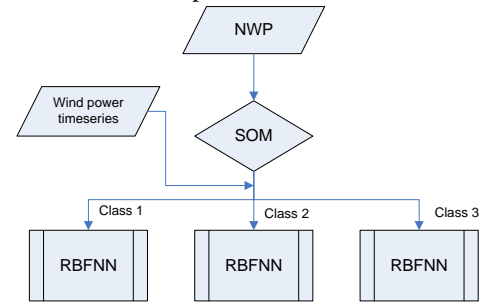 NWP
Wind power
timeseries
SOM
Class 1
Class 2
Class 3
RBFNN
RBFNN
RBFNN